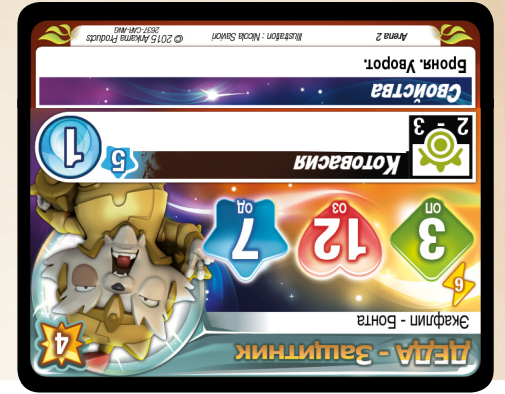 ДЕДА - Защитник
4
Экафлип - Бонта
6
3
ОП
12
ОЗ
7
ОД
Котовасия
2 - 3
5
1
Свойства
Броня. Уворот.
Arena 2
Illustration : Nicola Saviori
© 2015 Ankama Products
2637-CAR-ANG